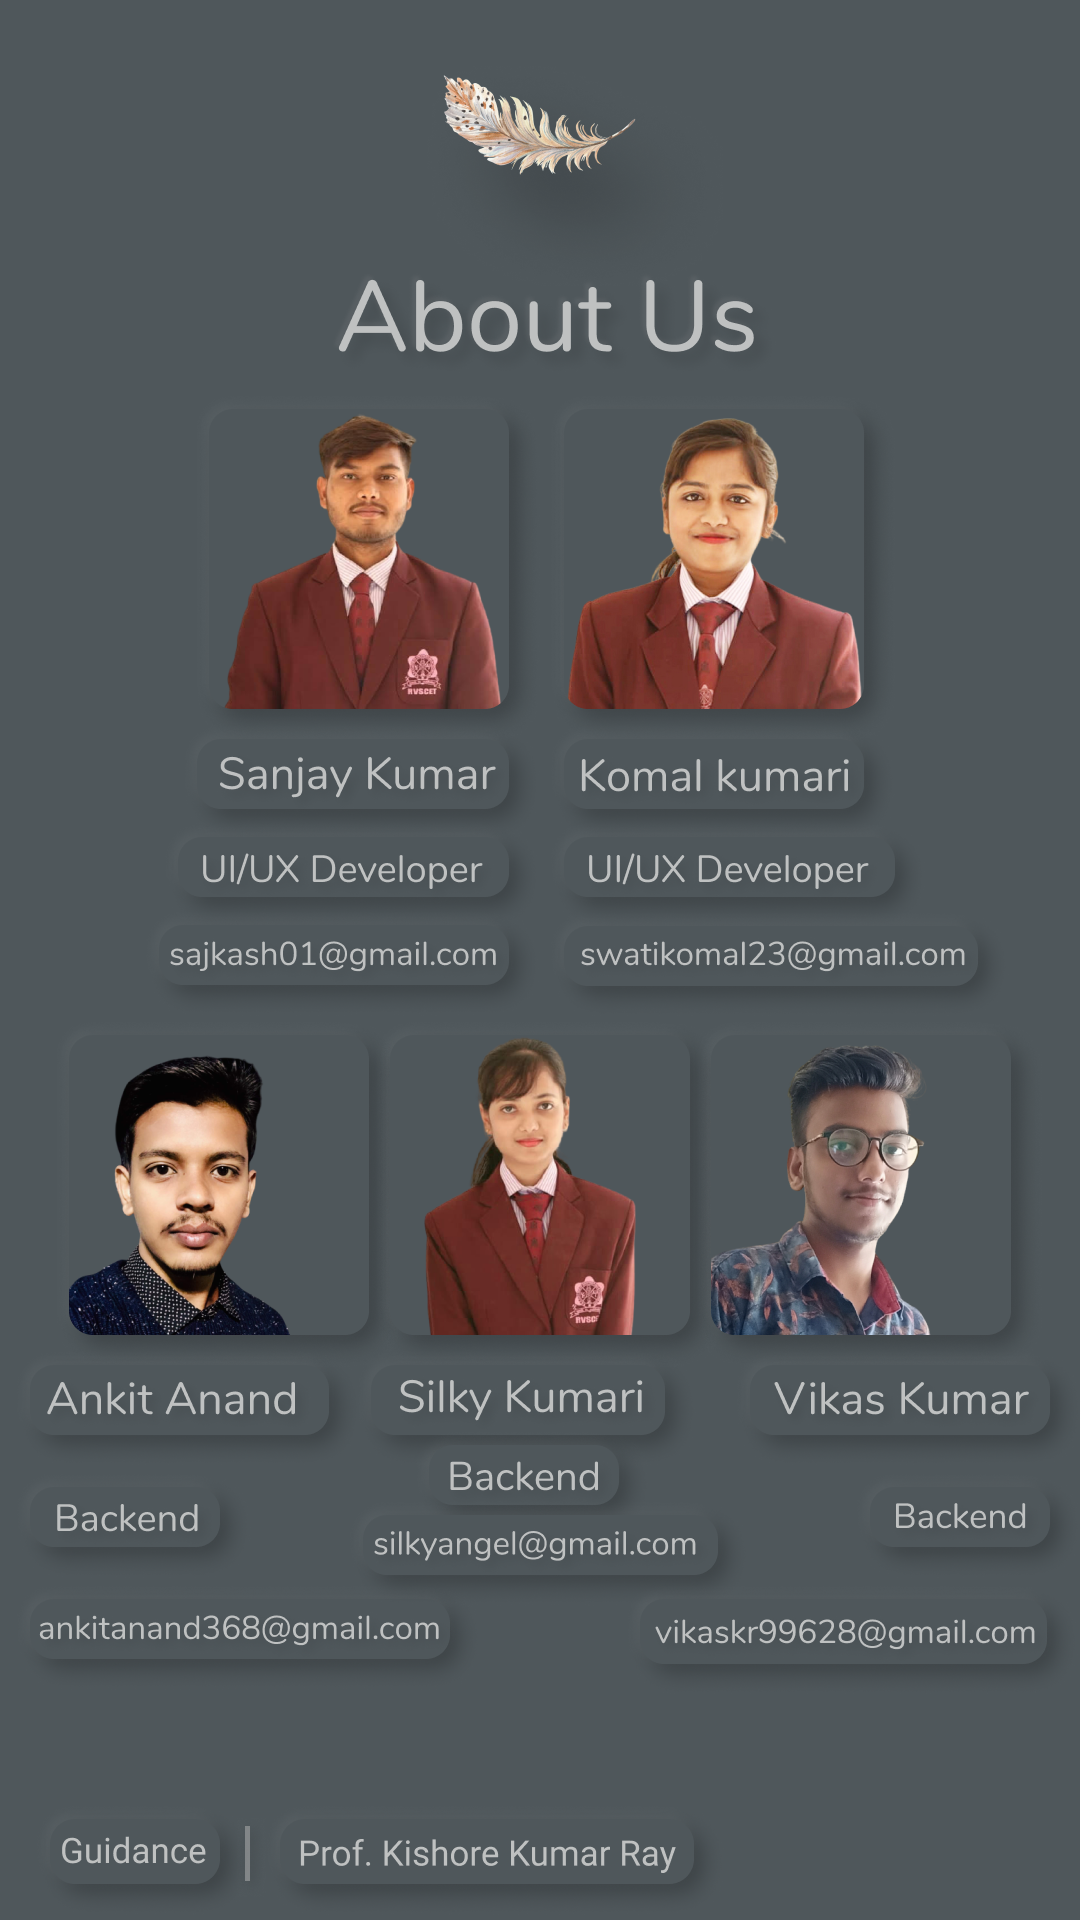 About Us
RVSCET
Sanjay Kumar
Komal kumari
UI/UX Developer
UI/UX Developer
sajkash01@gmail.com
swatikomal23@gmail.com
Ankit Anand
Silky Kumari
Vikas Kumar
Backend
Backend
Backend
silkyangel@gmail.com
ankitanand368@gmail.com
vikaskr99628@gmail.com
Guidance
Prof. Kishore Kumar Ray